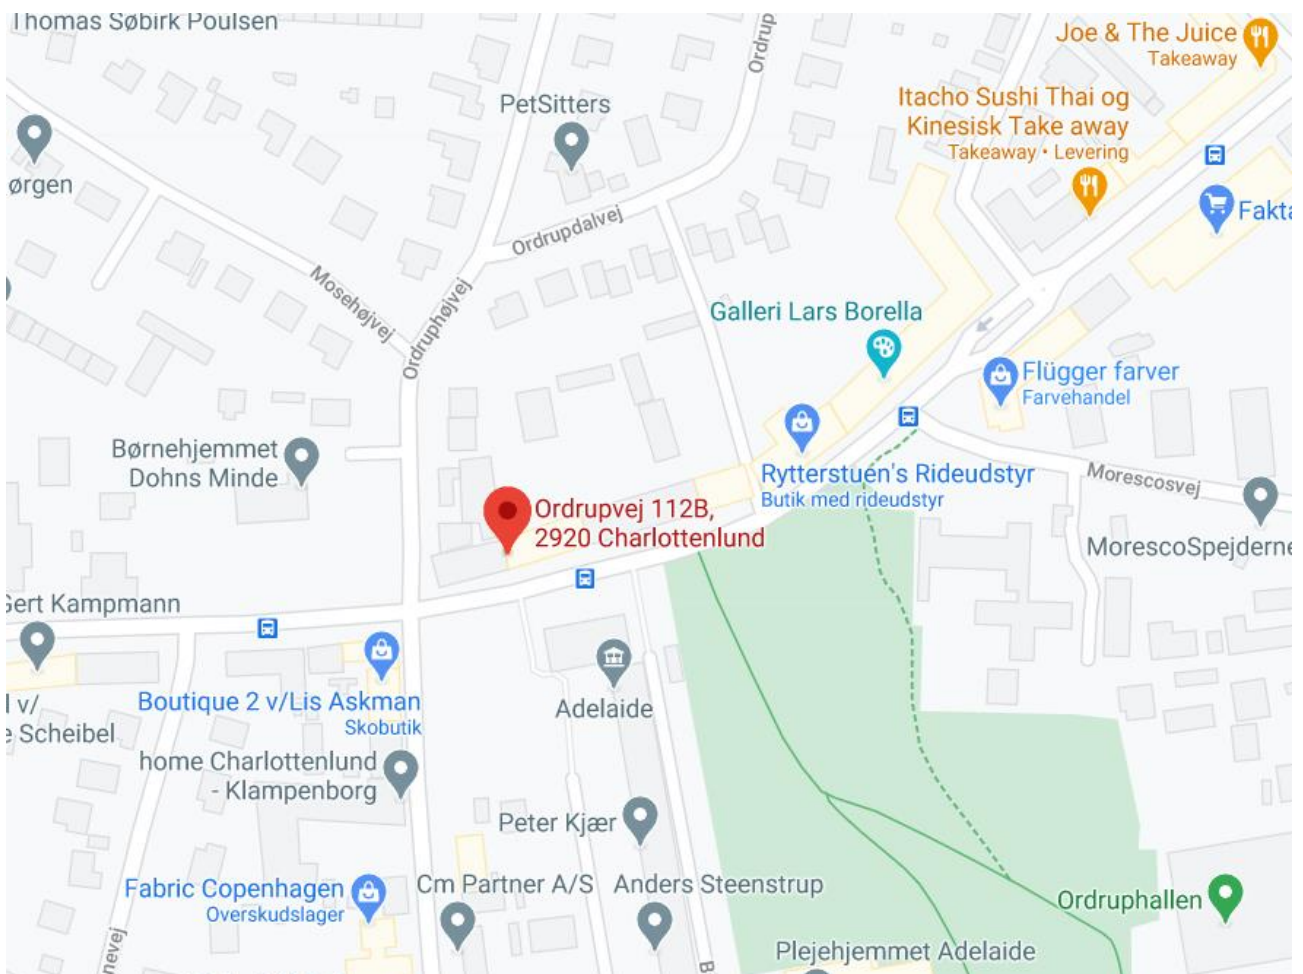 Thomas Søbirk Poulsen
Joe & The Juice
Takeaway
Ordrup
PetSitters
Itacho Sushi Thai og
Kinesisk Take away
Takeaway • Levering
ørgen
Ordrupdalvej
Fakta
Mosehøjvej
Ordruphøjvej
Galleri Lars Borella
Flügger farver
Farvehandel
Børnehjemmet
Dohns Minde
Rytterstuen's Rideudstyr
Butik med rideudstyr
Morescosvej
Ordrupvej 112B,
2920 Charlottenlund
MorescoSpejderne
Gert Kampmann
Boutique 2 v/Lis Askman
Skobutik
l v/
e Scheibel
Adelaide
home Charlottenlund
- Klampenborg
Peter Kjær
Fabric Copenhagen
Overskudslager
Cm Partner A/S
Anders Steenstrup
Ordruphallen
nevej
B
Plejehjemmet Adelaide